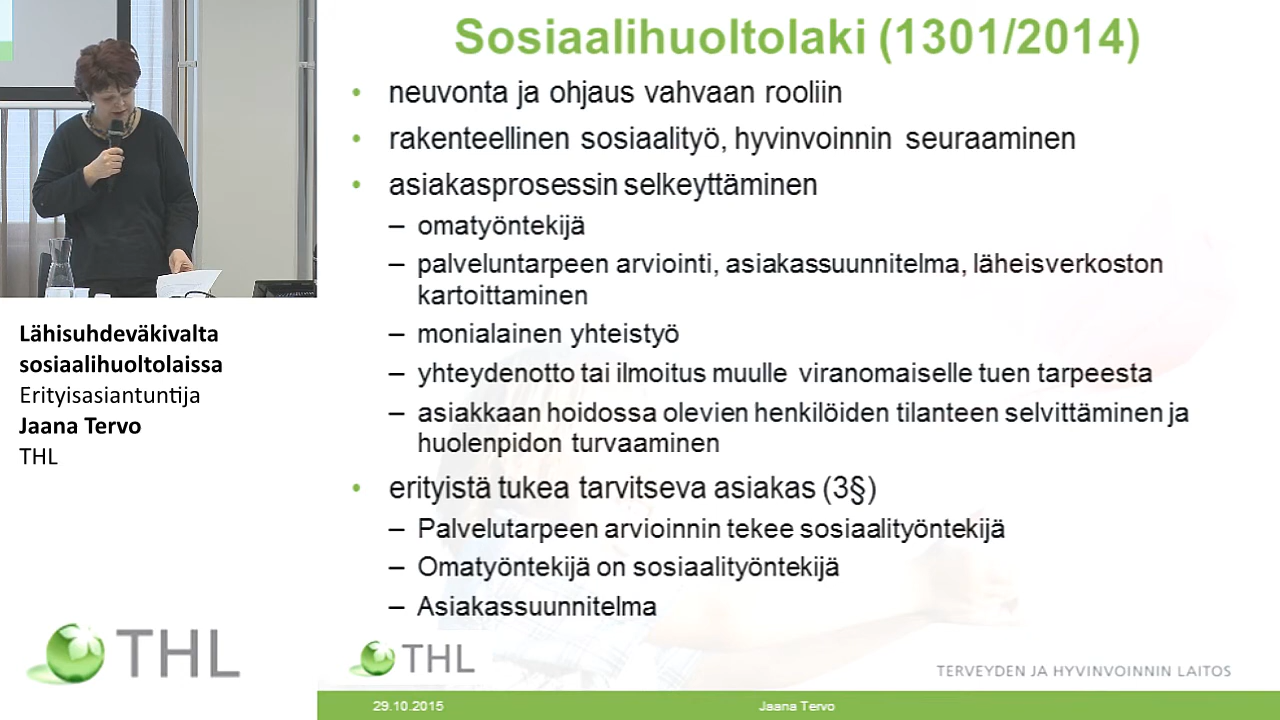 Sosiaalihuoltolaki (1301/2014)
• neuvonta ja ohjaus vahvaan rooliin
• rakenteellinen sosiaalityö, hyvinvoinnin seuraaminen
• asiakasprosessin selkeyttäminen
– omatyöntekijä
– palveluntarpeen arviointi, asiakassuunnitelma, läheisverkoston
kartoittaminen
– monialainen yhteistyö
– yhteydenotto tai ilmoitus muulle viranomaiselle tuen tarpeesta
– asiakkaan hoidossa olevien henkilöiden tilanteen selvittäminen ja
huolenpidon turvaaminen
• erityistä tukea tarvitseva asiakas (3§)
– Palvelutarpeen arvioinnin tekee sosiaalityöntekijä
– Omatyöntekijä on sosiaalityöntekijä
– Asiakassuunnitelma
THL
TERVEYDEN JA HYVINVOINNIN LAITOS
29.10.2015
Jaana Tervo
Lähisuhdeväkivalta
sosiaalihuoltolaissa
Erityisasiantuntija
Jaana Tervo
THL
THL